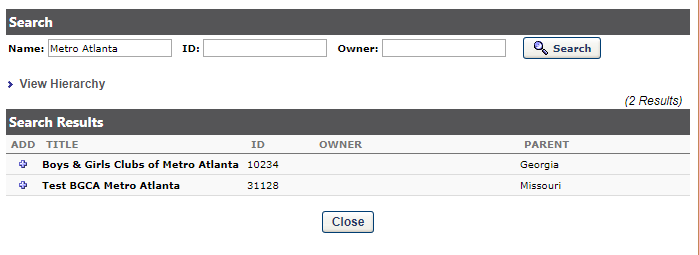 Search
Name: Metro Atlanta ID: Owner: Search
View Hierarchy
(2 Results)
Search Results
ADD TITLE ID OWNER PARENT
Boys & Girls Clubs of Metro Atlanta 10234 Georgia
Test BGCA Metro Atlanta 31128 Missouri
Close